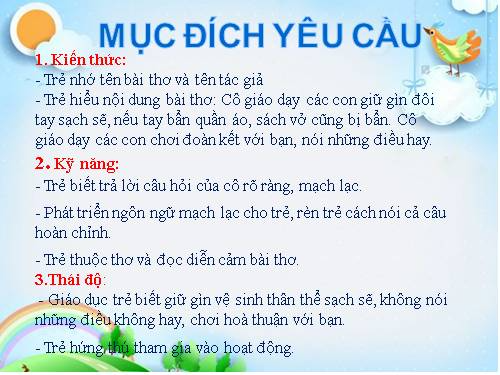 MỤC ĐÍCH YÊU CẦU
1. Kiến thức:
- Trẻ nhớ tên bài thơ và tên tác giả
- Trẻ hiểu nội dung bài thơ: Cô giáo dạy các con giữ gìn đôi
tay sạch sẽ, nếu tay bẩn quần áo, sách vở cũng bị bẩn. Cô
giáo dạy các con chơi đoàn kết với bạn, nói những điều hay.
2. Kỹ năng:
- Trẻ biết trả lời câu hỏi của cô rõ ràng, mạch lạc.
- Phát triển ngôn ngữ mạch lạc cho trẻ, rèn trẻ cách nói cả câu
hoàn chỉnh.
- Trẻ thuộc thơ và đọc diễn cảm bài thơ.
3.Thái độ:
- Giáo dục trẻ biết giữ gìn vệ sinh thân thể sạch sẽ, không nói
những điều không hay, chơi hoà thuận với bạn.
- Trẻ hứng thú tham gia vào hoạt động.